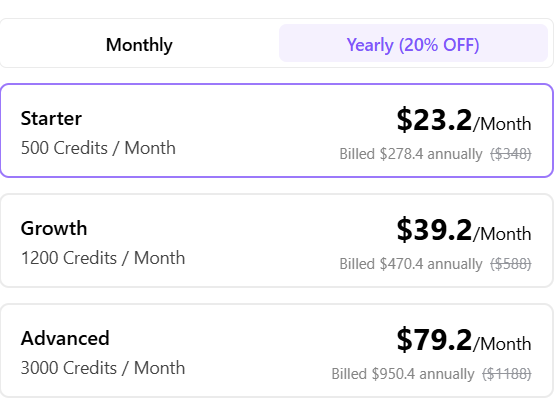 Monthly
Yearly (20% OFF)
Starter
$23.2/Month
500 Credits / Month
Billed $278.4 annually ($348)
Growth
$39.2/Month
1200 Credits / Month
Billed $470.4 annually ($588)
Advanced
$79.2/Month
3000 Credits / Month
Billed $950.4 annually ($1188)